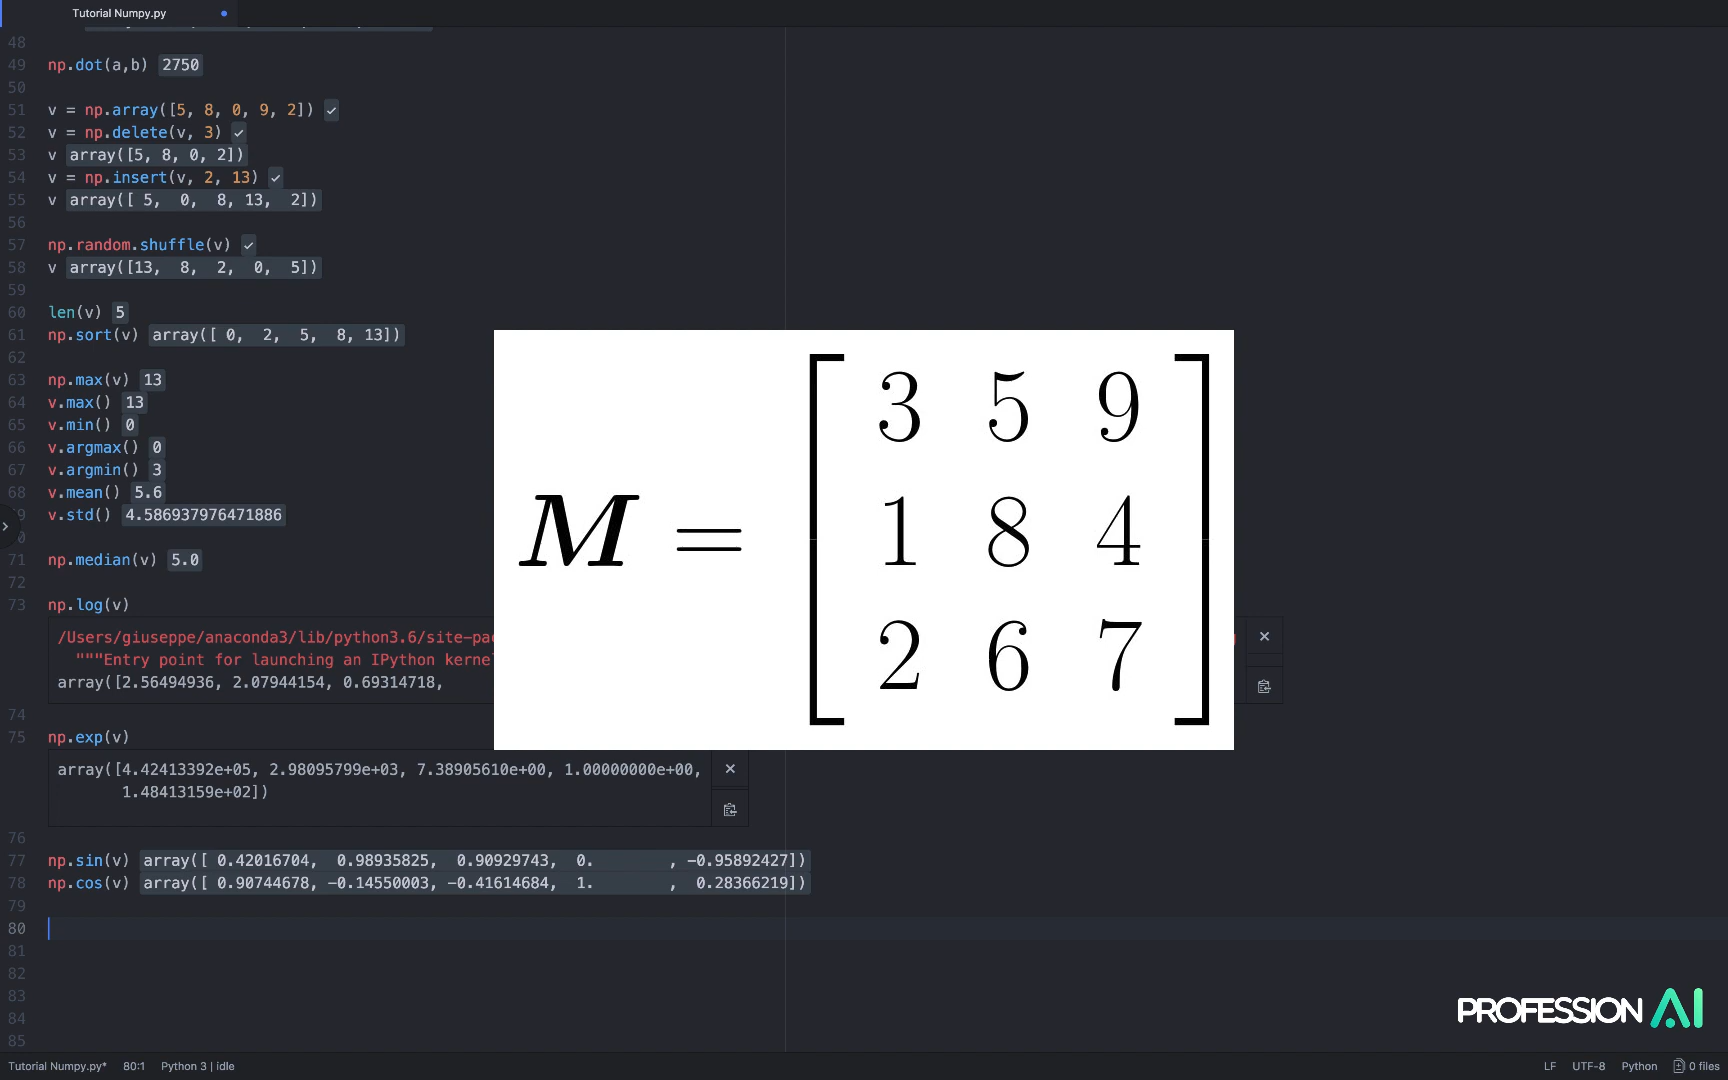 Tutorial Numpy.py
48
49 np.dot(a,b) 2750
50
51 v = np.array([5, 8, 0, 9, 2]) ✓
52 v = np.delete(v, 3) ✓
53 v array([5, 8, 0, 2])
54 v = np.insert(v, 2, 13) ✓
55 v array([ 5,  0,  8, 13,  2])
56
57 np.random.shuffle(v) ✓
58 v array([13,  8,  2,  0,  5])
59
60 len(v) 5
61 np.sort(v) array([ 0,  2,  5,  8, 13])
62
63 np.max(v) 13
64 v.max() 13
65 v.min() 0
66 v.argmax() 0
67 v.argmin() 3
68 v.mean() 5.6
9 v.std() 4.586937976471886
0
71 np.median(v) 5.0
72
73 np.log(v)
/Users/giuseppe/anaconda3/lib/python3.6/site-pac
"""Entry point for launching an IPython kernel
array([2.56494936, 2.07944154, 0.69314718,
74
75 np.exp(v)
array([4.42413392e+05, 2.98095799e+03, 7.38905610e+00, 1.00000000e+00,
1.48413159e+02])
76
77 np.sin(v) array([ 0.42016704,  0.98935825,  0.90929743,  0.        , -0.95892427])
78 np.cos(v) array([ 0.90744678, -0.14550003, -0.41614684,  1.        ,  0.28366219])
79
80
81
82
83
84
85
3 5 9
M = 1 8 4
2 6 7
PROFESSION AI
Tutorial Numpy.py* 80:1 Python 3 | idle LF UTF-8 Python 0 files